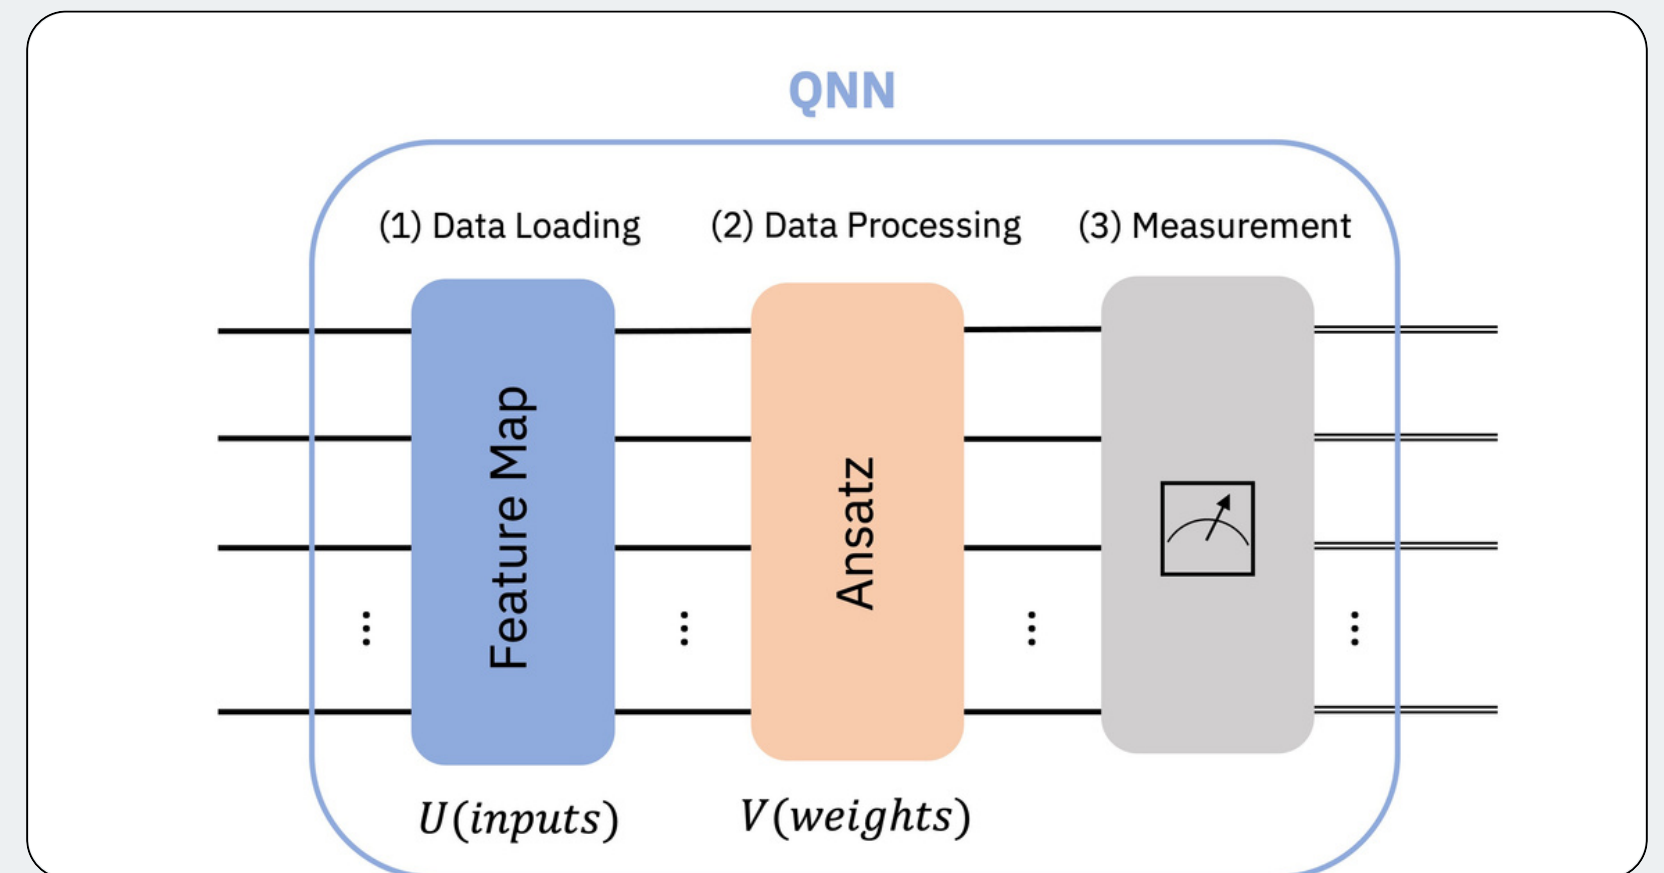 QNN
(1) Data Loading
(2) Data Processing
(3) Measurement
Feature Map
Ansatz
U(inputs)
V(weights)